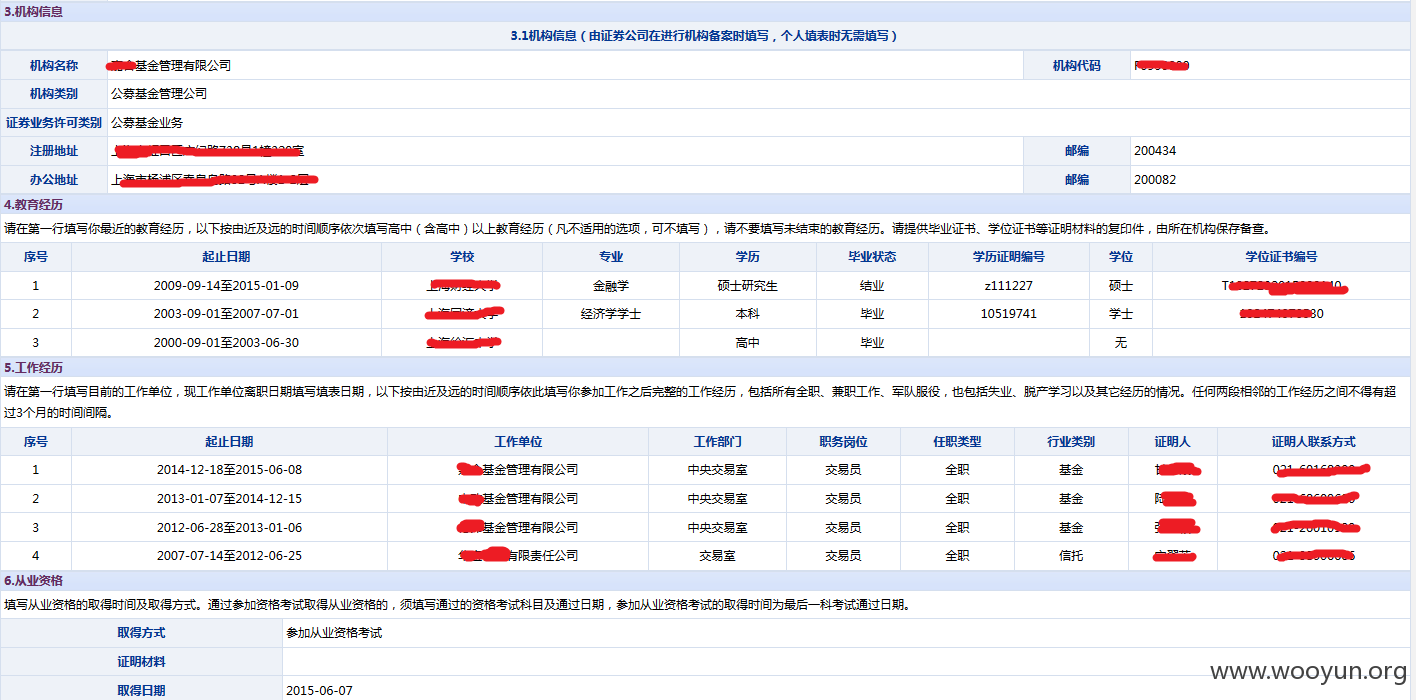 3.机构信息
3.1机构信息（由证券公司在进行机构备案时填写，个人填表时无需填写）
机构名称 基金管理有限公司 机构代码
机构类别 公募基金管理公司
证券业务许可类别 公募基金业务
注册地址 邮编 200434
办公地址 邮编 200082
4.教育经历
请在第一行填写你最近的教育经历，以下按由近及远的时间顺序依次填写高中（含高中）以上教育经历（凡不适用的选项，可不填写），请不要填写未结束的教育经历。请提供毕业证书、学位证书等证明材料的复印件，由所在机构保存备查。
序号 起止日期 学校 专业 学历 毕业状态 学历证明编号 学位 学位证书编号
1 2009-09-14至2015-01-09 金融学 硕士研究生 结业 z111227 硕士
2 2003-09-01至2007-07-01 经济学学士 本科 毕业 10519741 学士
3 2000-09-01至2003-06-30 高中 毕业 无
5.工作经历
请在第一行填写目前的工作单位，现工作单位离职日期填写填表日期，以下按由近及远的时间顺序依此填写你参加工作之后完整的工作经历，包括所有全职、兼职工作、军队服役，也包括失业、脱产学习以及其它经历的情况。任何两段相邻的工作经历之间不得有超
过3个月的时间间隔。
序号 起止日期 工作单位 工作部门 职务岗位 任职类型 行业类别 证明人 证明人联系方式
1 2014-12-18至2015-06-08 基金管理有限公司 中央交易室 交易员 全职 基金
2 2013-01-07至2014-12-15 基金管理有限公司 中央交易室 交易员 全职 基金
3 2012-06-28至2013-01-06 基金管理有限公司 中央交易室 交易员 全职 基金
4 2007-07-14至2012-06-25 有限责任公司 交易室 交易员 全职 信托
6.从业资格
填写从业资格的取得时间及取得方式。通过参加资格考试取得从业资格的，须填写通过的资格考试科目及通过日期，参加从业资格考试的取得时间为最后一科考试通过日期。
取得方式 参加从业资格考试
证明材料
取得日期 2015-06-07
www.wooyun.org